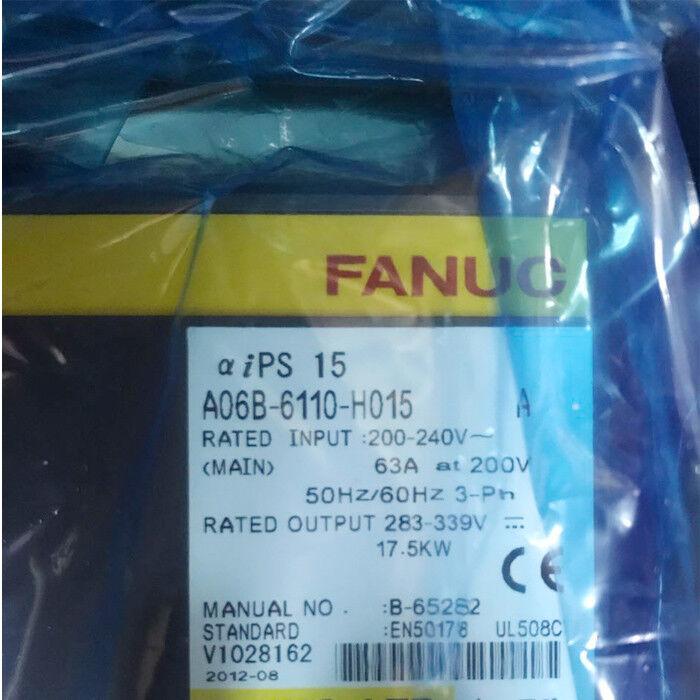 FANUC
αiPS 15
A06B-6110-H015 A
RATED INPUT :200-240V~
(MAIN) 63A at 200V
50HZ/60HZ 3-Ph
RATED OUTPUT 283-339V ⎓
17.5KW
CE
MANUAL NO. :B-65282
STANDARD :EN50178 UL508C
V1028162
2012-08